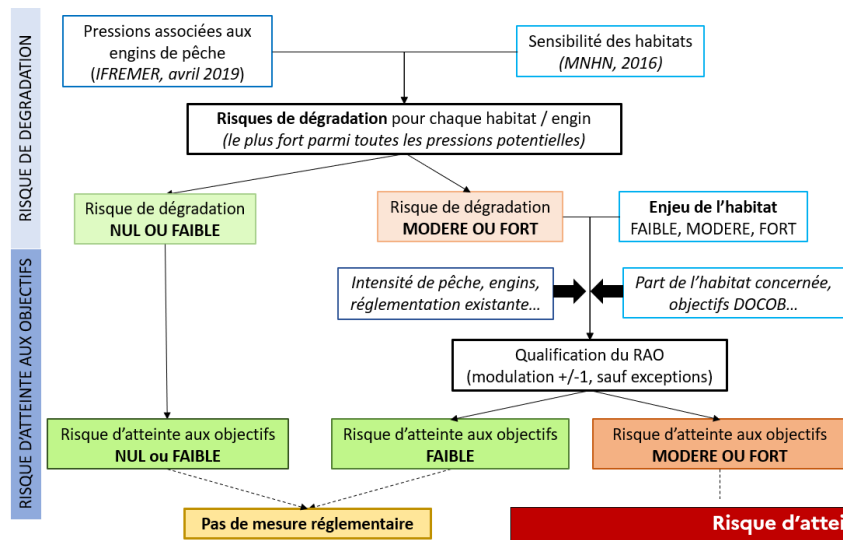 RISQUE DE DEGRADATION
Pressions associées aux
engins de pêche
(IFREMER, avril 2019)
Sensibilité des habitats
(MNHN, 2016)
Risques de dégradation pour chaque habitat / engin
(le plus fort parmi toutes les pressions potentielles)
Risque de dégradation
NUL OU FAIBLE
Risque de dégradation
MODERE OU FORT
Enjeu de l'habitat
FAIBLE, MODERE, FORT
RISQUE D'ATTEINTE AUX OBJECTIFS
Intensité de pêche, engins,
réglementation existante…
Part de l'habitat concernée,
objectifs DOCOB…
Qualification du RAO
(modulation +/-1, sauf exceptions)
Risque d'atteinte aux objectifs
NUL ou FAIBLE
Risque d'atteinte aux objectifs
FAIBLE
Risque d'atteinte aux objectifs
MODERE OU FORT
Pas de mesure réglementaire
Risque d'attei